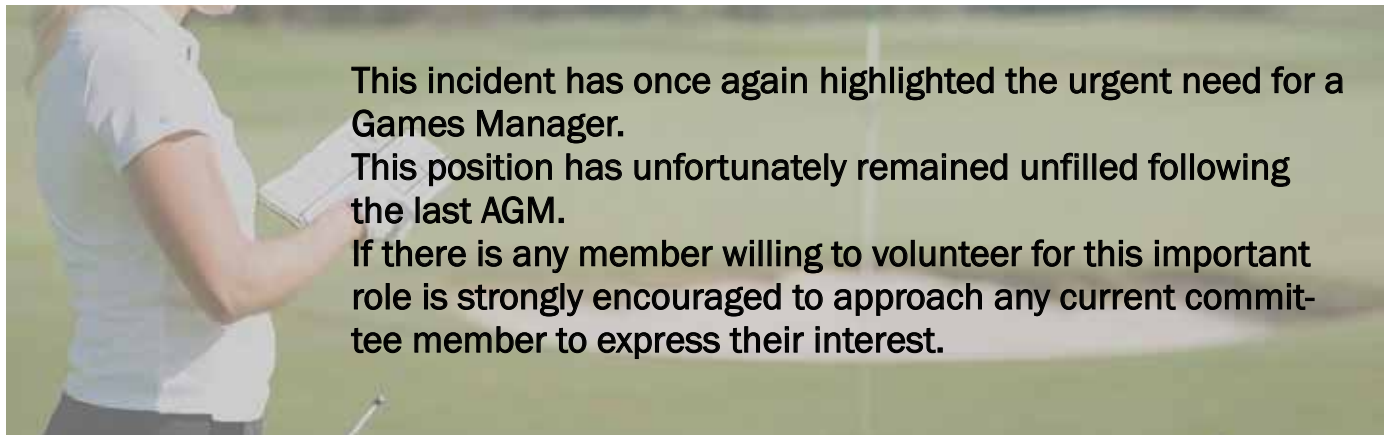 This incident has once again highlighted the urgent need for a
Games Manager.
This position has unfortunately remained unfilled following
the last AGM.
If there is any member willing to volunteer for this important
role is strongly encouraged to approach any current commit-
tee member to express their interest.